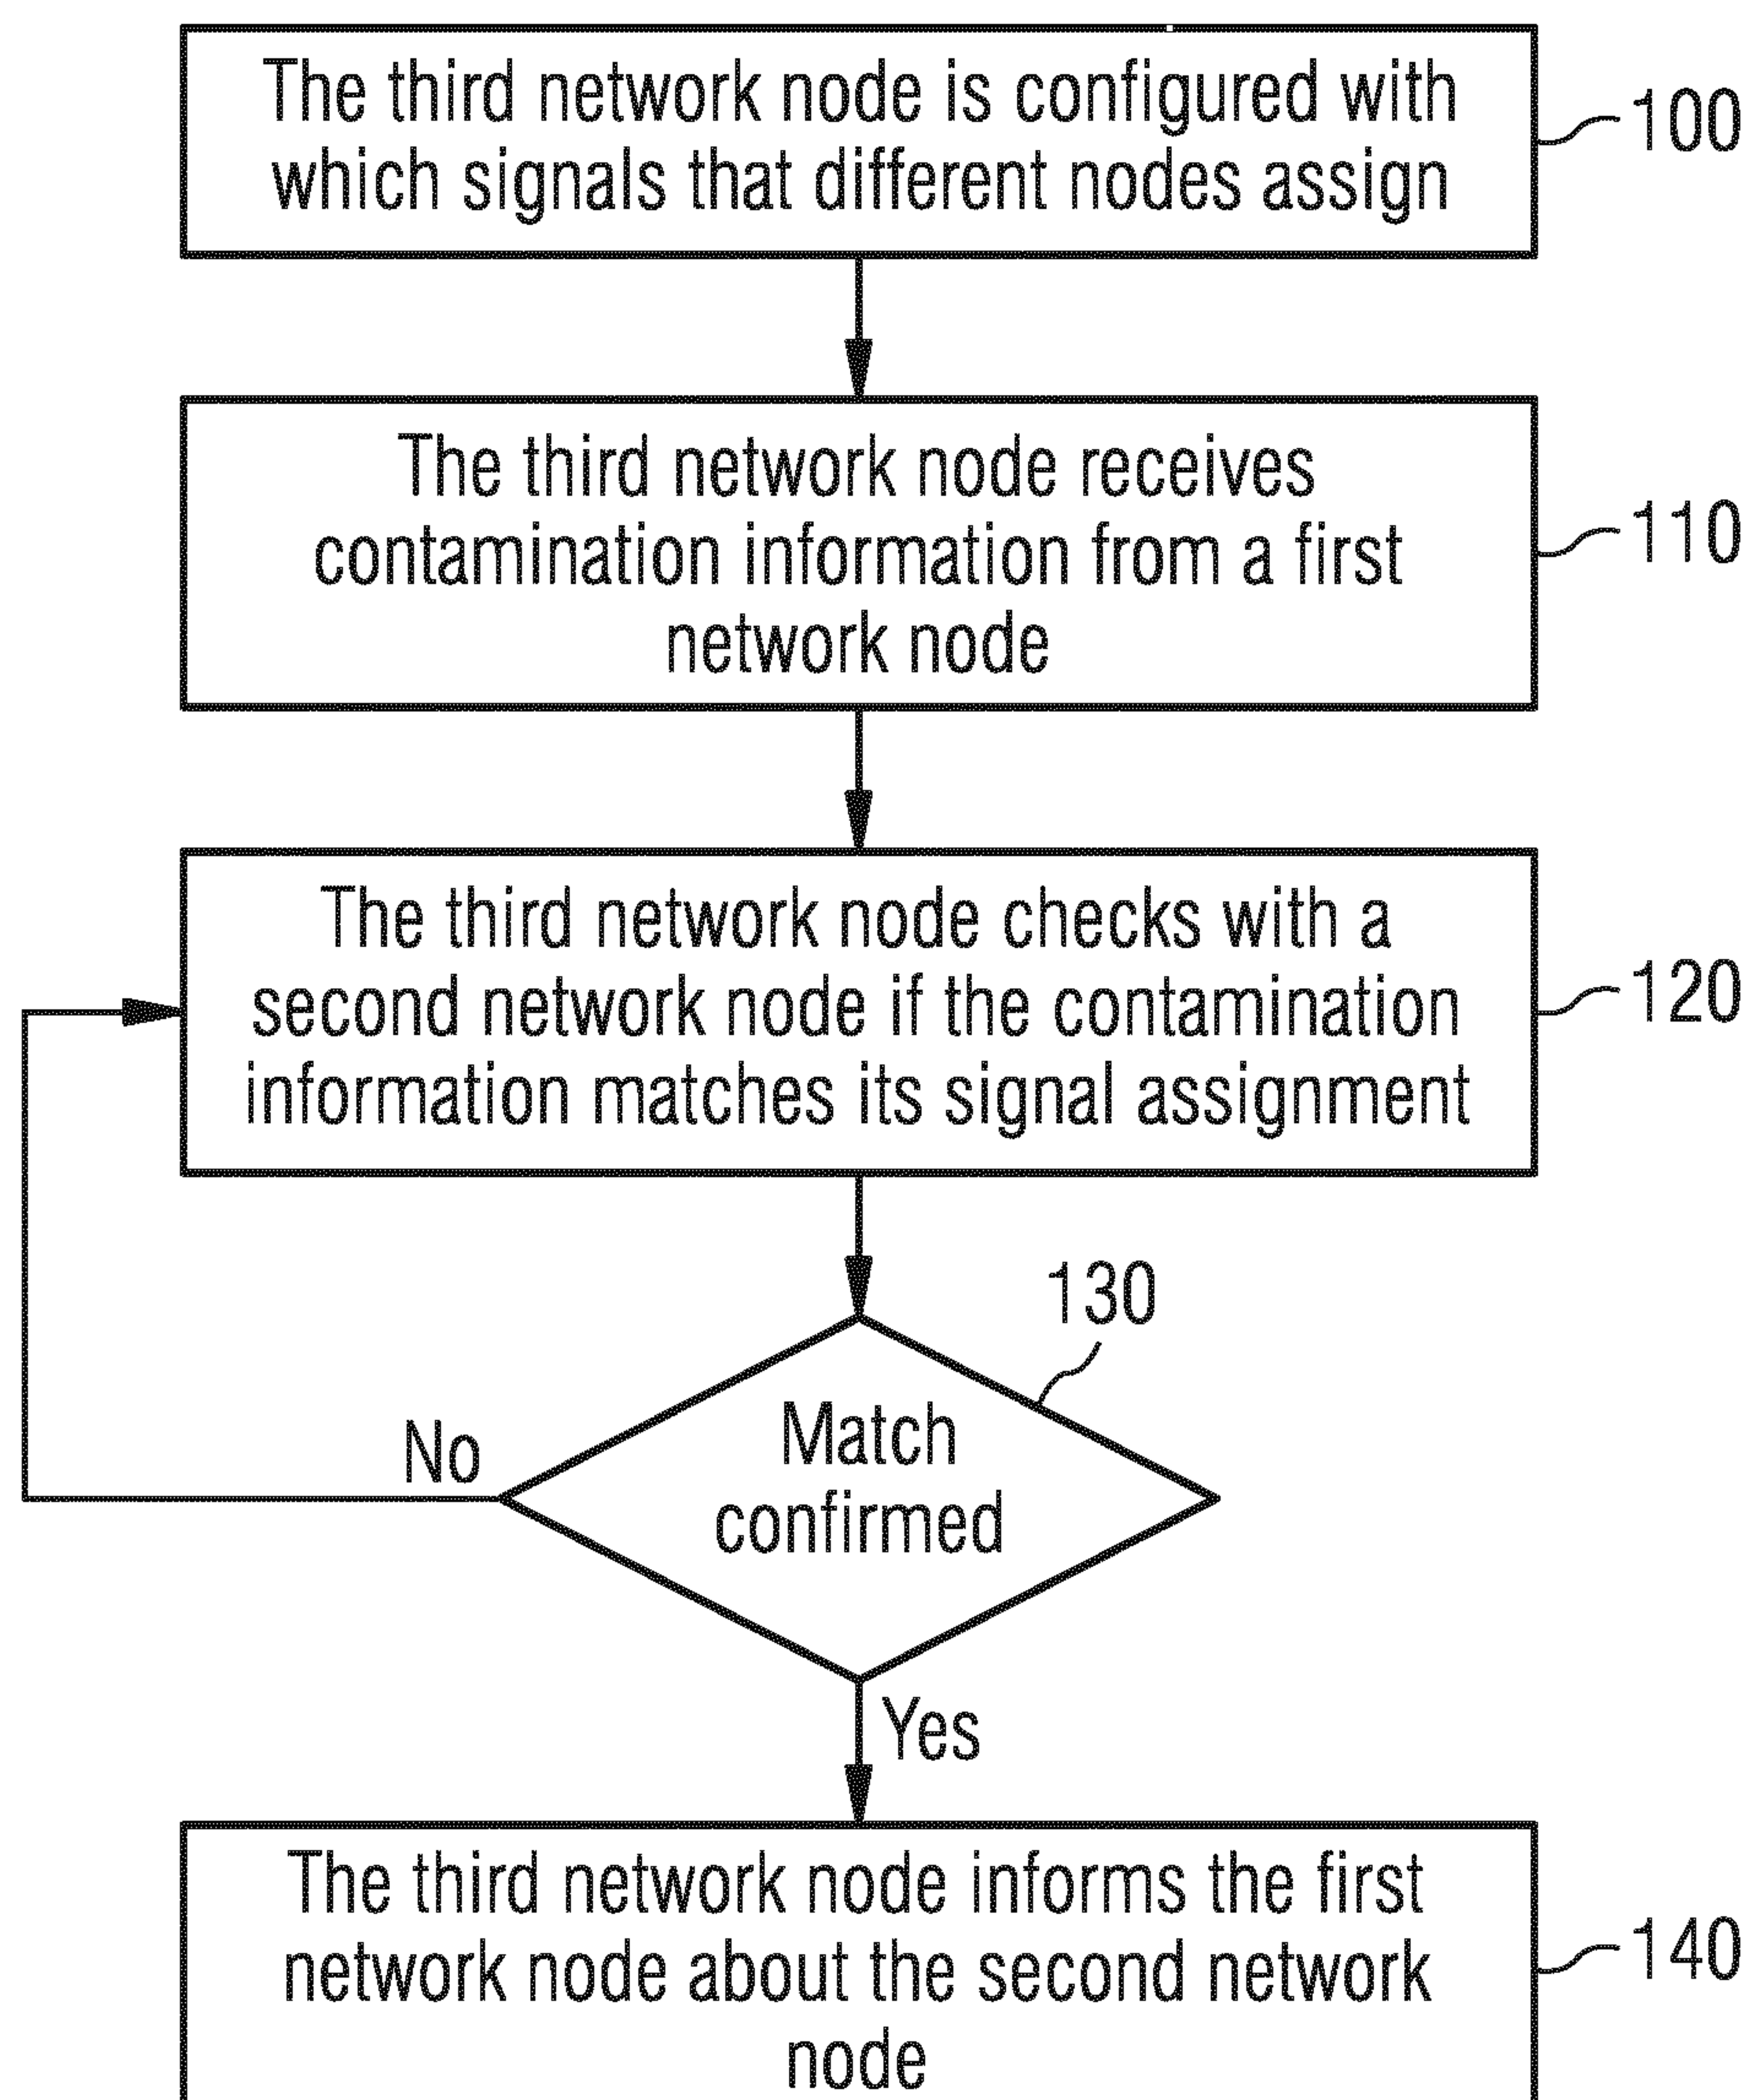 The third network node is configured with
which signals that different nodes assign
100
The third network node receives
contamination information from a first
network node
110
The third network node checks with a
second network node if the contamination
information matches its signal assignment
120
130
Match
confirmed
No
Yes
The third network node informs the first
network node about the second network
node
140